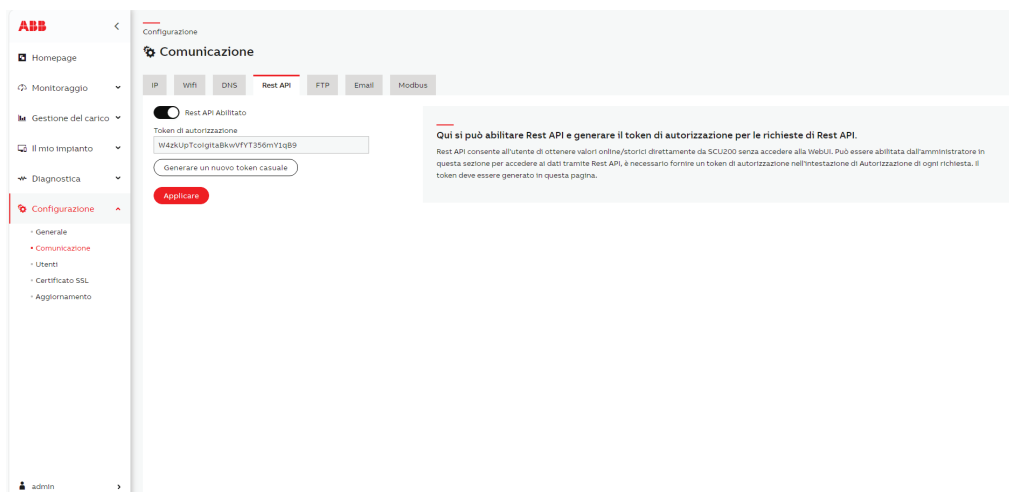 ABB
Homepage
Monitoraggio
Gestione del carico
Il mio impianto
Diagnostica
Configurazione
Generale
Comunicazione
Utenti
Certificato SSL
Aggiornamento
admin
Configurazione
Comunicazione
IP Wifi DNS Rest API FTP Email Modbus
Rest API Abilitato
Token di autorizzazione
W4zkUpTcoIgitaBkwVfYT356mY1qB9
Generare un nuovo token casuale
Applicare
Qui si può abilitare Rest API e generare il token di autorizzazione per le richieste di Rest API.
Rest API consente all'utente di ottenere valori online/storici direttamente da SCU200 senza accedere alla WebUI. Può essere abilitata dall'amministratore in
questa sezione per accedere ai dati tramite Rest API, è necessario fornire un token di autorizzazione nell'intestazione di Autorizzazione di ogni richiesta. Il
token deve essere generato in questa pagina.